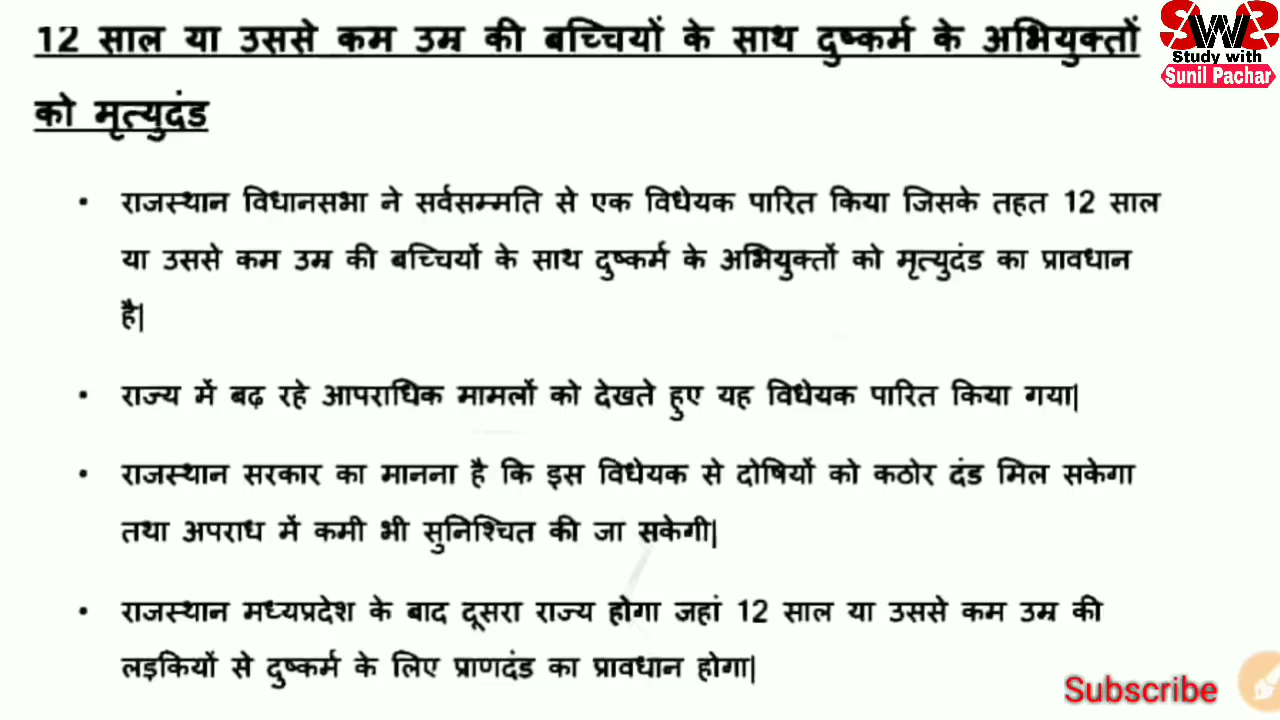 12 साल या उससे कम उम्र की बच्चियों के साथ दुष्कर्म के अभियुक्तों
को मृत्युदंड
SWS
Study with
Sunil Pachar
• राजस्थान विधानसभा ने सर्वसम्मति से एक विधेयक पारित किया जिसके तहत 12 साल
या उससे कम उम्र की बच्चियों के साथ दुष्कर्म के अभियुक्तों को मृत्युदंड का प्रावधान
है|
• राज्य में बढ़ रहे आपराधिक मामलों को देखते हुए यह विधेयक पारित किया गया|
• राजस्थान सरकार का मानना है कि इस विधेयक से दोषियों को कठोर दंड मिल सकेगा
तथा अपराध में कमी भी सुनिश्चित की जा सकेगी|
• राजस्थान मध्यप्रदेश के बाद दूसरा राज्य होगा जहां 12 साल या उससे कम उम्र की
लड़कियों से दुष्कर्म के लिए प्राणदंड का प्रावधान होगा|
Subscribe